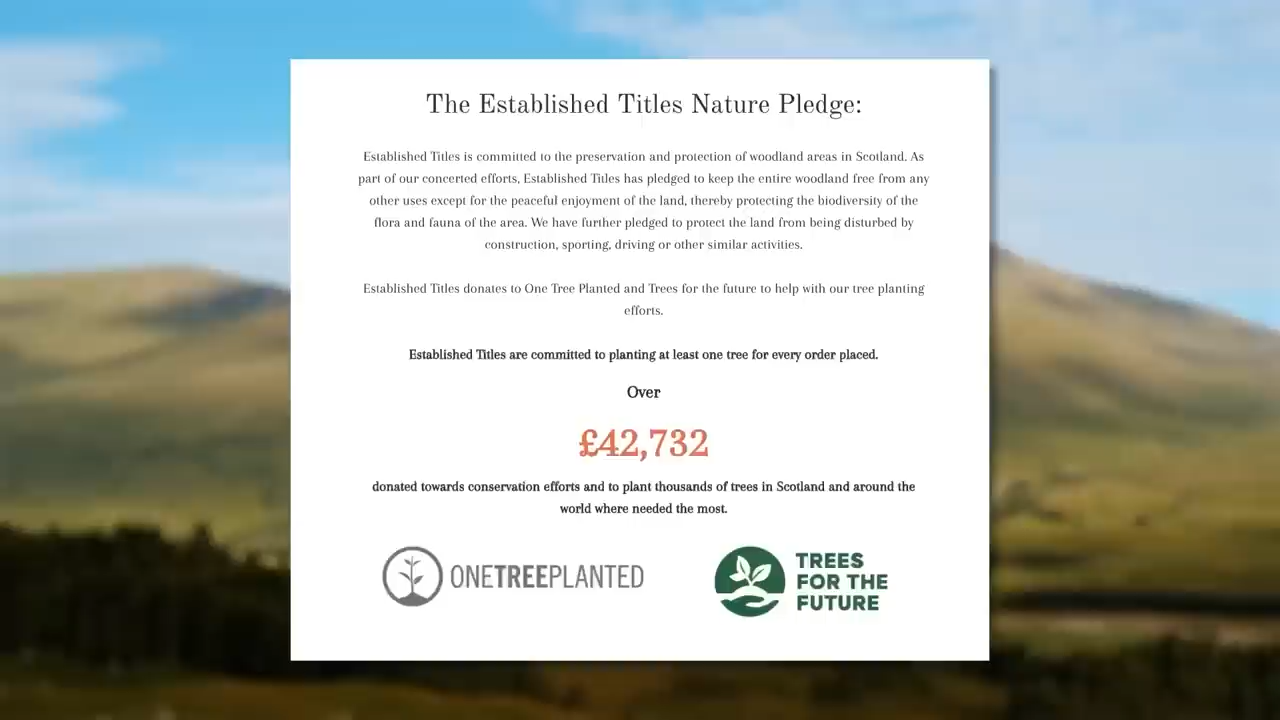 The Established Titles Nature Pledge:
Established Titles is committed to the preservation and protection of woodland areas in Scotland. As
part of our concerted efforts, Established Titles has pledged to keep the entire woodland free from any
other uses except for the peaceful enjoyment of the land, thereby protecting the biodiversity of the
flora and fauna of the area. We have further pledged to protect the land from being disturbed by
construction, sporting, driving or other similar activities.
Established Titles donates to One Tree Planted and Trees for the future to help with our tree planting
efforts.
Established Titles are committed to planting at least one tree for every order placed.
Over
£42,732
donated towards conservation efforts and to plant thousands of trees in Scotland and around the
world where needed the most.
ONETREEPLANTED
TREES
FOR THE
FUTURE